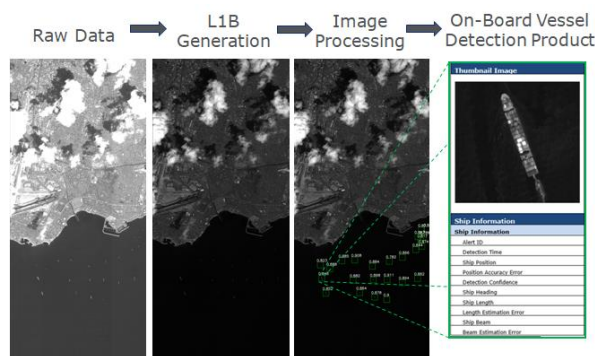 Raw Data
L1B
Generation
Image
Processing
On-Board Vessel
Detection Product
Thumbnail Image
Ship Information
Ship Information
Alert ID
Detection Time
Ship Position
Position Accuracy Error
Detection Confidence
Ship Heading
Ship Length
Length Estimation Error
Ship Beam
Beam Estimation Error